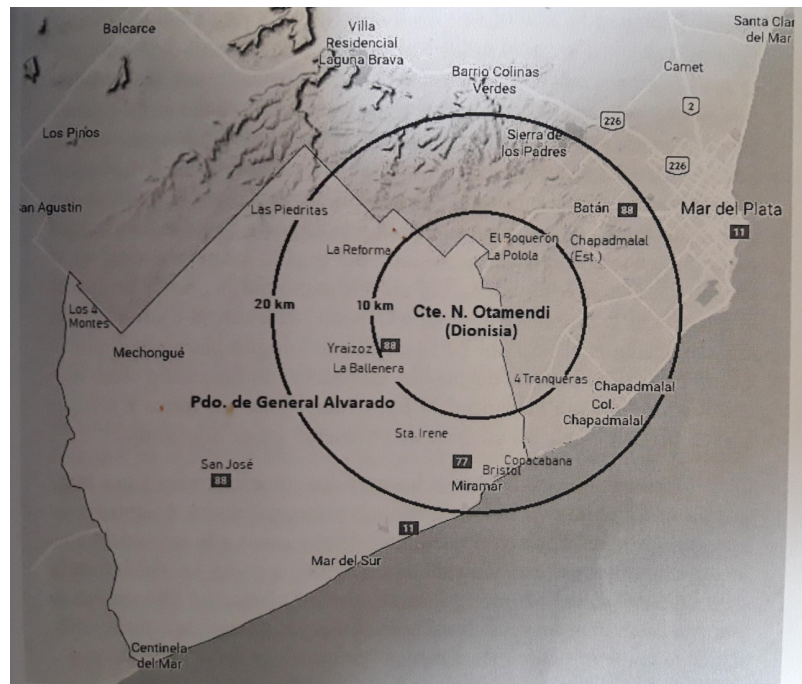 Santa Clar
del Mar
Balcarce
Villa
Residencial
Laguna Brava
Barrio Colinas
Verdes
Camet
2
226
Los Pinos
Sierra de
los Padres
226
an Agustin
Las Piedritas
Batán 88
Mar del Plata
11
La Reforma
El Boquerón
La Polola
Chapadmalal
(Est.)
20 km
10 km
Cte. N. Otamendi
(Dionisia)
Los 4
Montes
Mechongué
Yraizoz 88
La Ballenera
4 Tranqueras
Chapadmalal
Col.
Chapadmalal
Pdo. de General Alvarado
Sta. Irene
San José
88
77
Copacabana
Bristol
Miramar
11
Mar del Sur
Centinela
del Mar